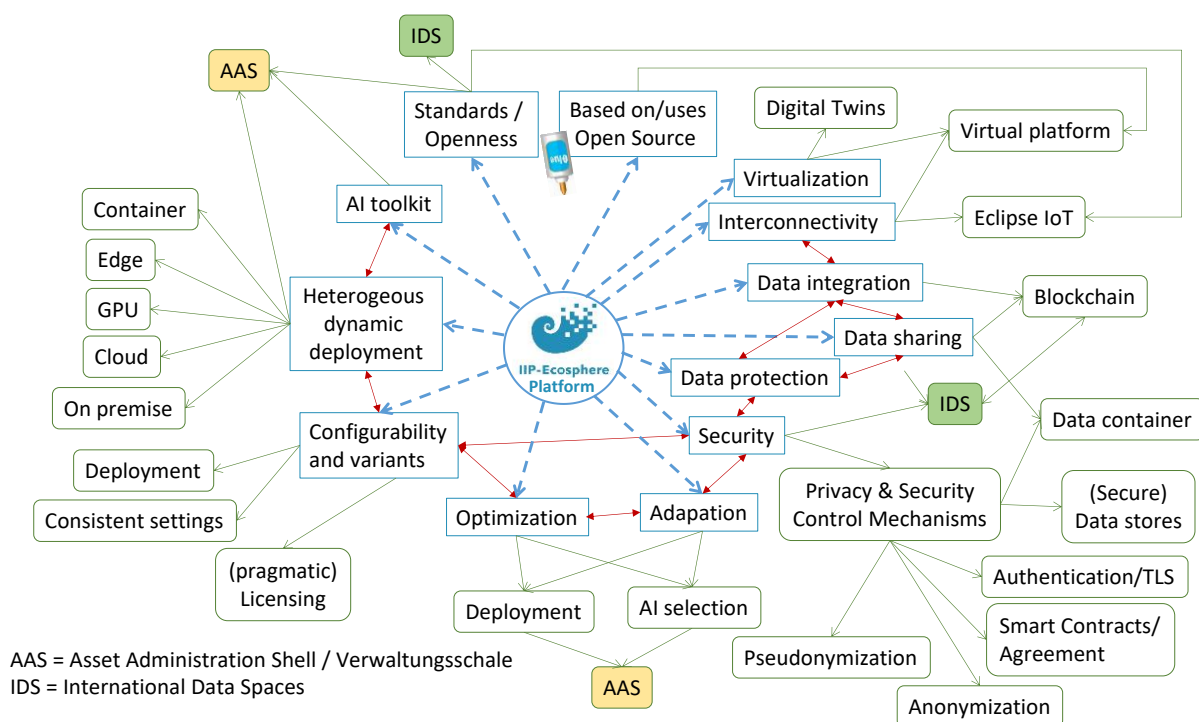 IDS
AAS
Standards /
Openness
Based on/uses
Open Source
Blue
Digital Twins
Virtual platform
Virtualization
AI toolkit
Container
Interconnectivity
Eclipse IoT
Edge
Heterogeous
dynamic
deployment
Data integration
Blockchain
GPU
Cloud
Data sharing
IIP-Ecosphere
Platform
Data protection
On premise
IDS
Data container
Configurability
and variants
Security
Deployment
Privacy & Security
Control Mechanisms
(Secure)
Data stores
Consistent settings
Optimization
Adapation
(pragmatic)
Licensing
Authentication/TLS
Deployment
AI selection
Smart Contracts/
Agreement
Pseudonymization
AAS
Anonymization
AAS = Asset Administration Shell / Verwaltungsschale
IDS = International Data Spaces